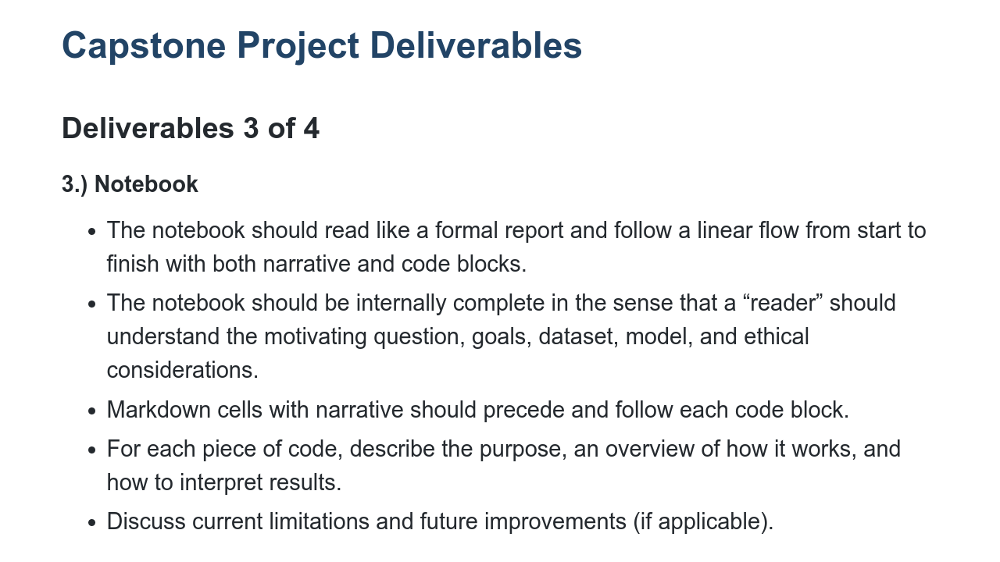 Capstone Project Deliverables
Deliverables 3 of 4
3.) Notebook
• The notebook should read like a formal report and follow a linear flow from start to
finish with both narrative and code blocks.
• The notebook should be internally complete in the sense that a “reader” should
understand the motivating question, goals, dataset, model, and ethical
considerations.
• Markdown cells with narrative should precede and follow each code block.
• For each piece of code, describe the purpose, an overview of how it works, and
how to interpret results.
• Discuss current limitations and future improvements (if applicable).